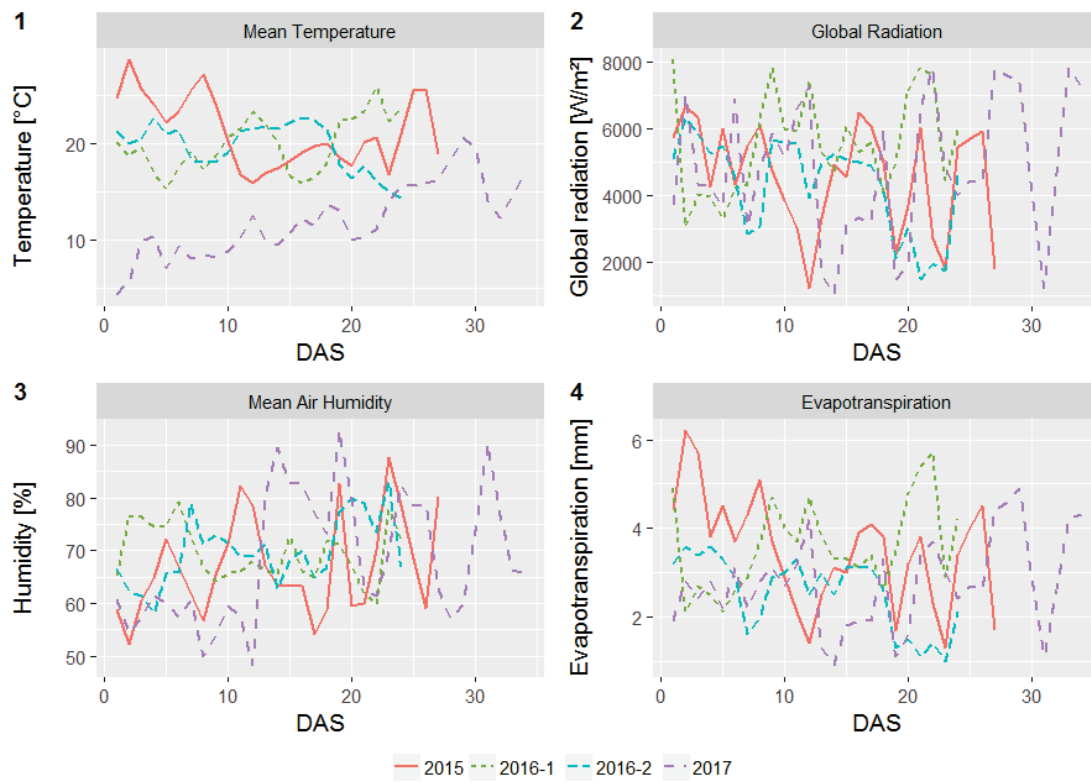 1
Mean Temperature
Temperature [°C]
20
10
0
10
20
30
DAS
2
Global Radiation
Global radiation [W/m²]
8000
6000
4000
2000
0
10
20
30
DAS
3
Mean Air Humidity
Humidity [%]
90
80
70
60
50
0
10
20
30
DAS
4
Evapotranspiration
Evapotranspiration [mm]
6
4
2
0
10
20
30
DAS
2015 2016-1 2016-2 2017